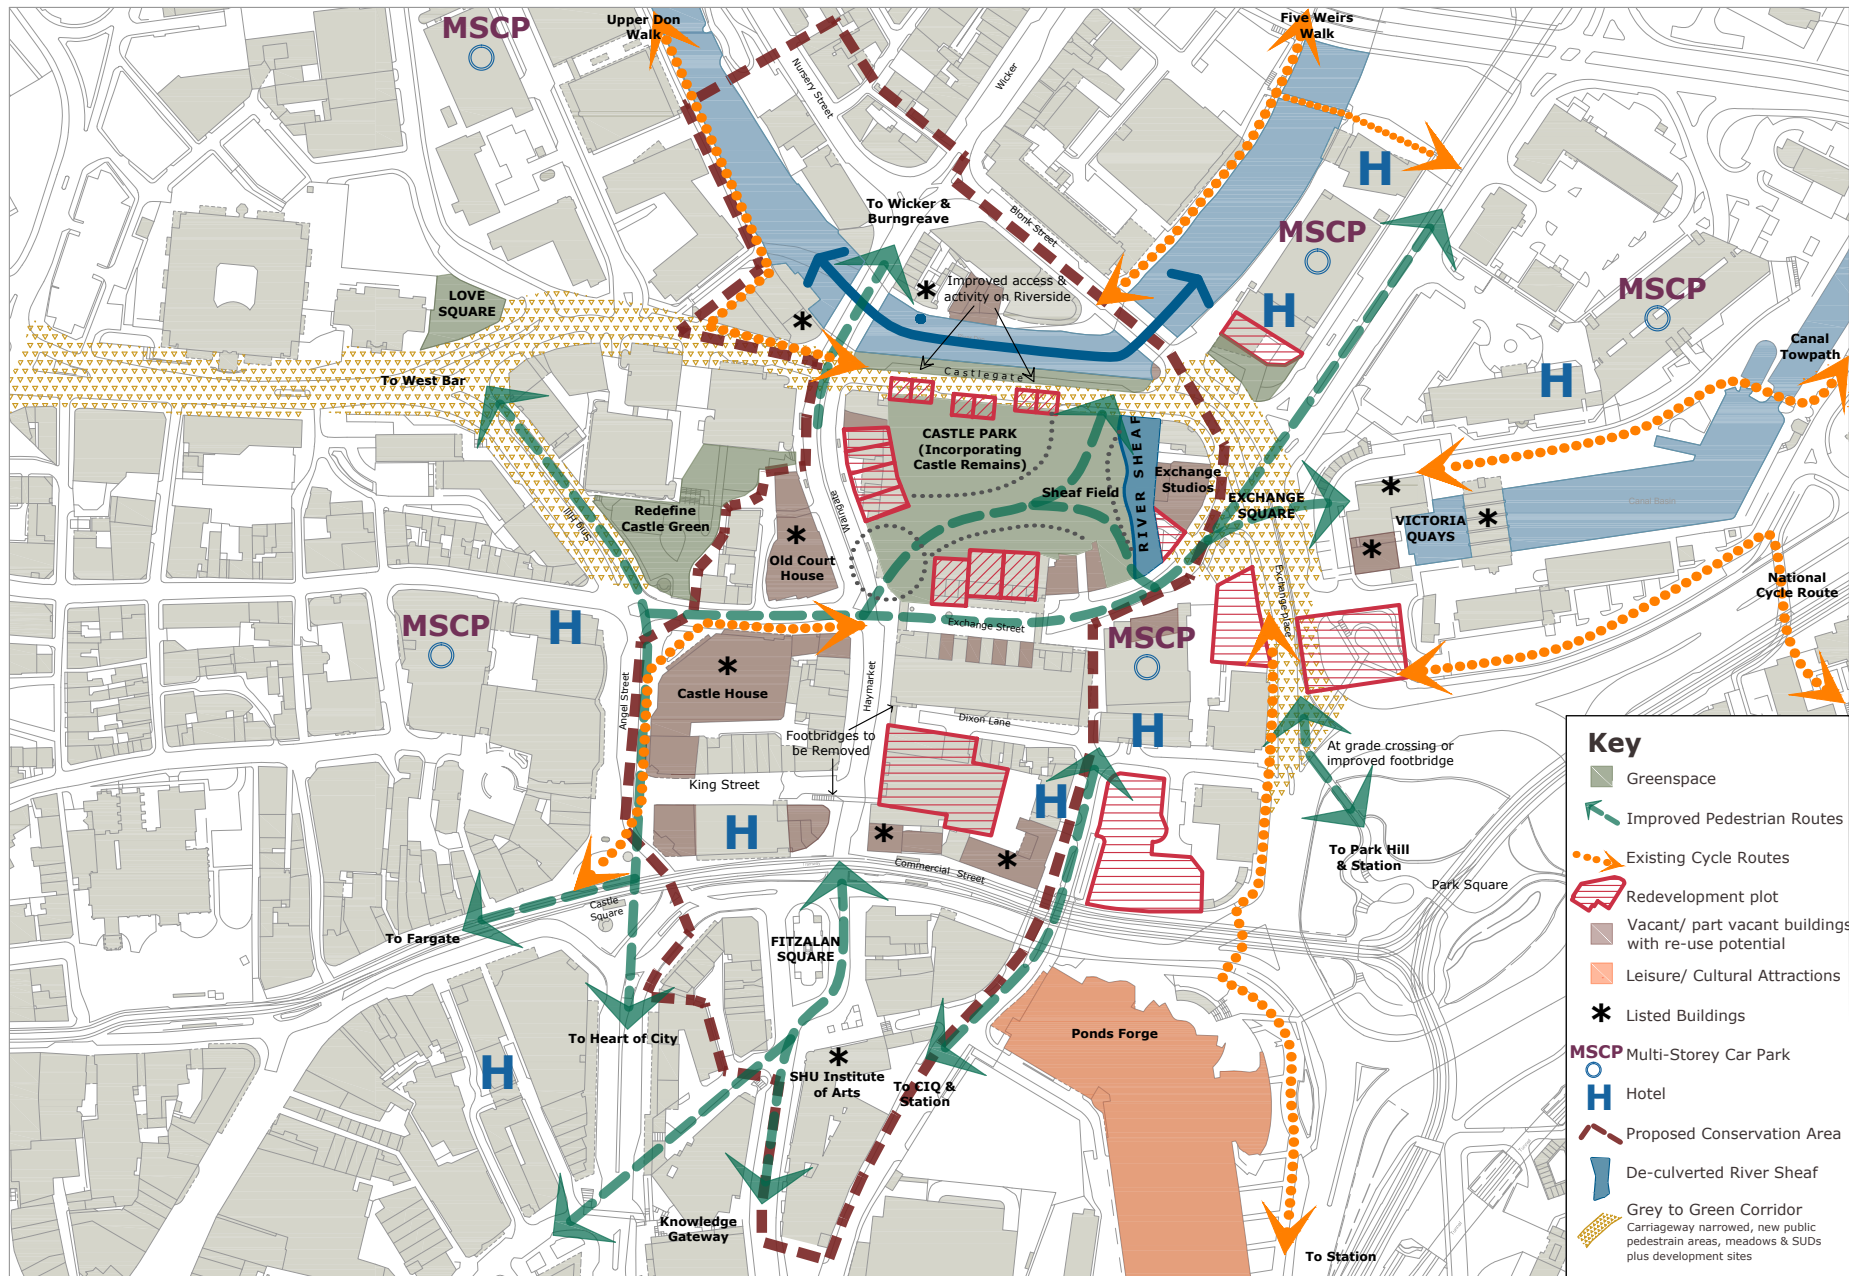 MSCP
Upper Don
Walk
Five Weirs
Walk
Nursery Street
Wicker
To Wicker &
Burngreave
Blonk Street
H
MSCP
LOVE
SQUARE
Improved access &
activity on Riverside
H
MSCP
Canal
Towpath
To West Bar
Castlegate
H
CASTLE PARK
(Incorporating
Castle Remains)
RIVER SHEAF
Exchange
Studios
Sheaf Field
EXCHANGE
SQUARE
Redefine
Castle Green
Snig Hill
Waingate
Old Court
House
VICTORIA
QUAYS
Canal Basin
National
Cycle Route
MSCP
H
Exchange Street
MSCP
Exchange Place
Castle House
Angel Street
Haymarket
Dixon Lane
H
Footbridges to
be Removed
At grade crossing or
improved footbridge
King Street
H
H
Commercial Street
To Park Hill
& Station
Park Square
Castle
Square
To Fargate
FITZALAN
SQUARE
To Heart of City
Ponds Forge
H
SHU Institute
of Arts
To CIQ &
Station
Knowledge
Gateway
To Station
Key
Greenspace
Improved Pedestrian Routes
Existing Cycle Routes
Redevelopment plot
Vacant/ part vacant buildings
with re-use potential
Leisure/ Cultural Attractions
Listed Buildings
MSCP Multi-Storey Car Park
H Hotel
Proposed Conservation Area
De-culverted River Sheaf
Grey to Green Corridor
Carriageway narrowed, new public
pedestrain areas, meadows & SUDs
plus development sites